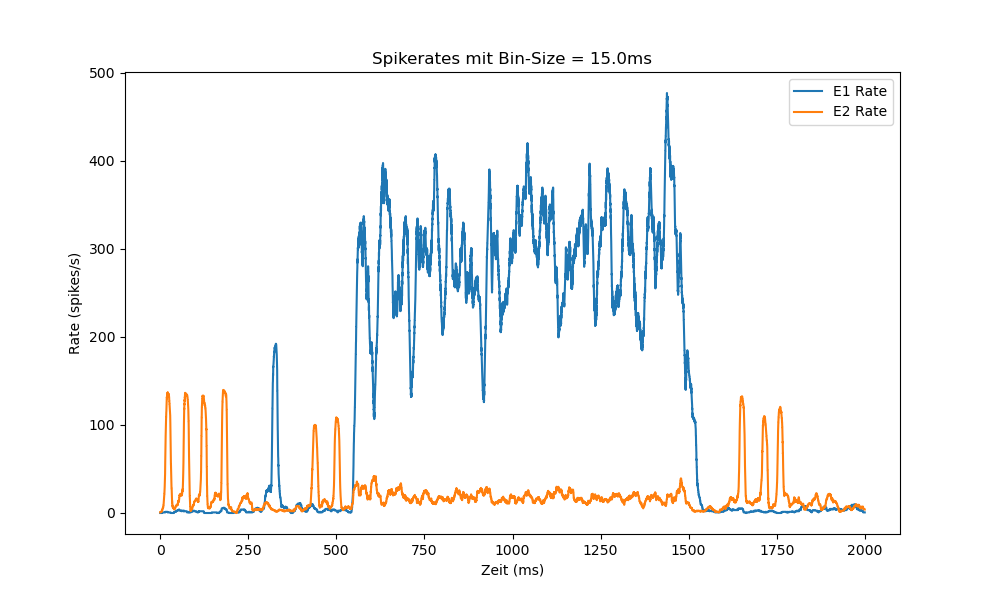 Spikerates mit Bin-Size = 15.0ms
E1 Rate
E2 Rate
500
400
300
200
100
0
Rate (spikes/s)
0 250 500 750 1000 1250 1500 1750 2000
Zeit (ms)